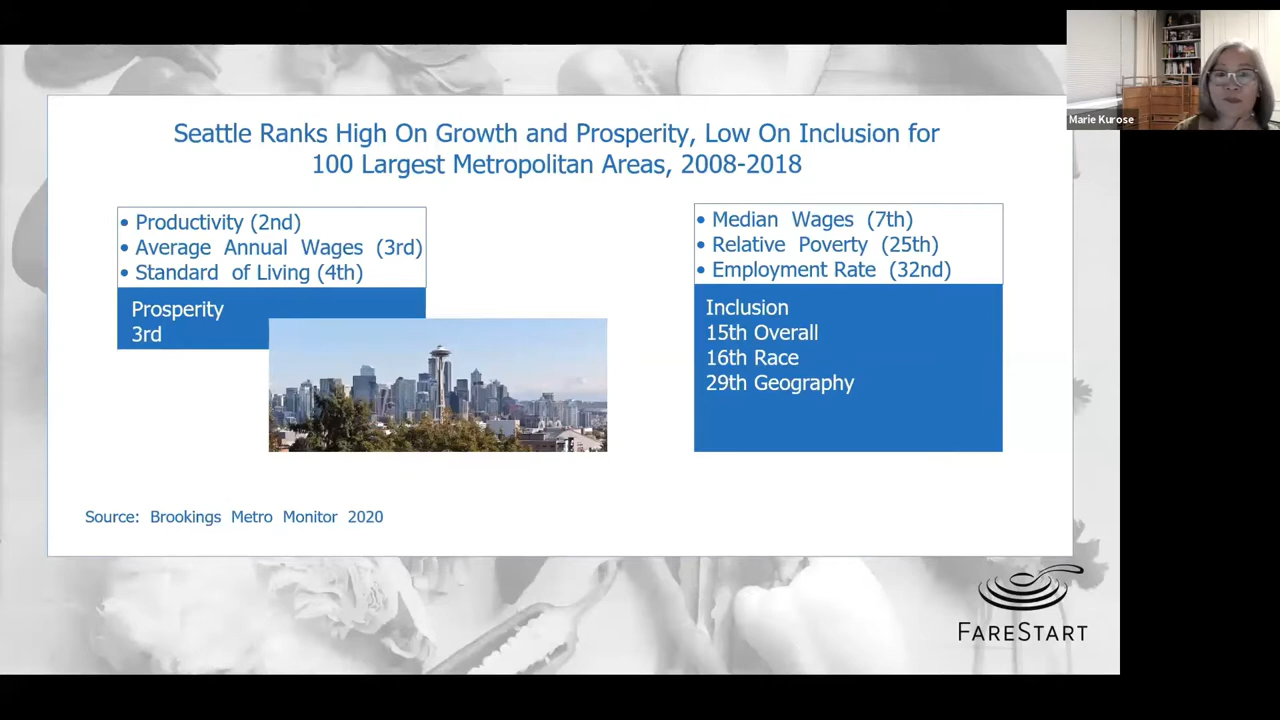 Marie Kurose
Seattle Ranks High On Growth and Prosperity, Low On Inclusion for
100 Largest Metropolitan Areas, 2008-2018
• Productivity (2nd)
• Average Annual Wages (3rd)
• Standard of Living (4th)
Prosperity
3rd
• Median Wages (7th)
• Relative Poverty (25th)
• Employment Rate (32nd)
Inclusion
15th Overall
16th Race
29th Geography
Source: Brookings Metro Monitor 2020
FARESTART